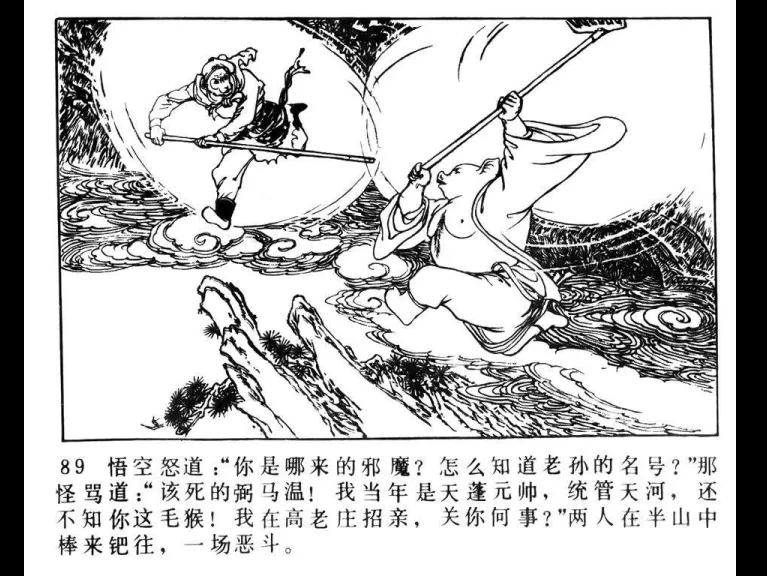 89 悟空怒道：“你是哪来的邪魔？怎么知道老孙的名号？”那
怪骂道：“该死的弼马温！我当年是天蓬元帅，统管天河，还
不知你这毛猴！我在高老庄招亲，关你何事？”两人在半山中
棒来钯往，一场恶斗。